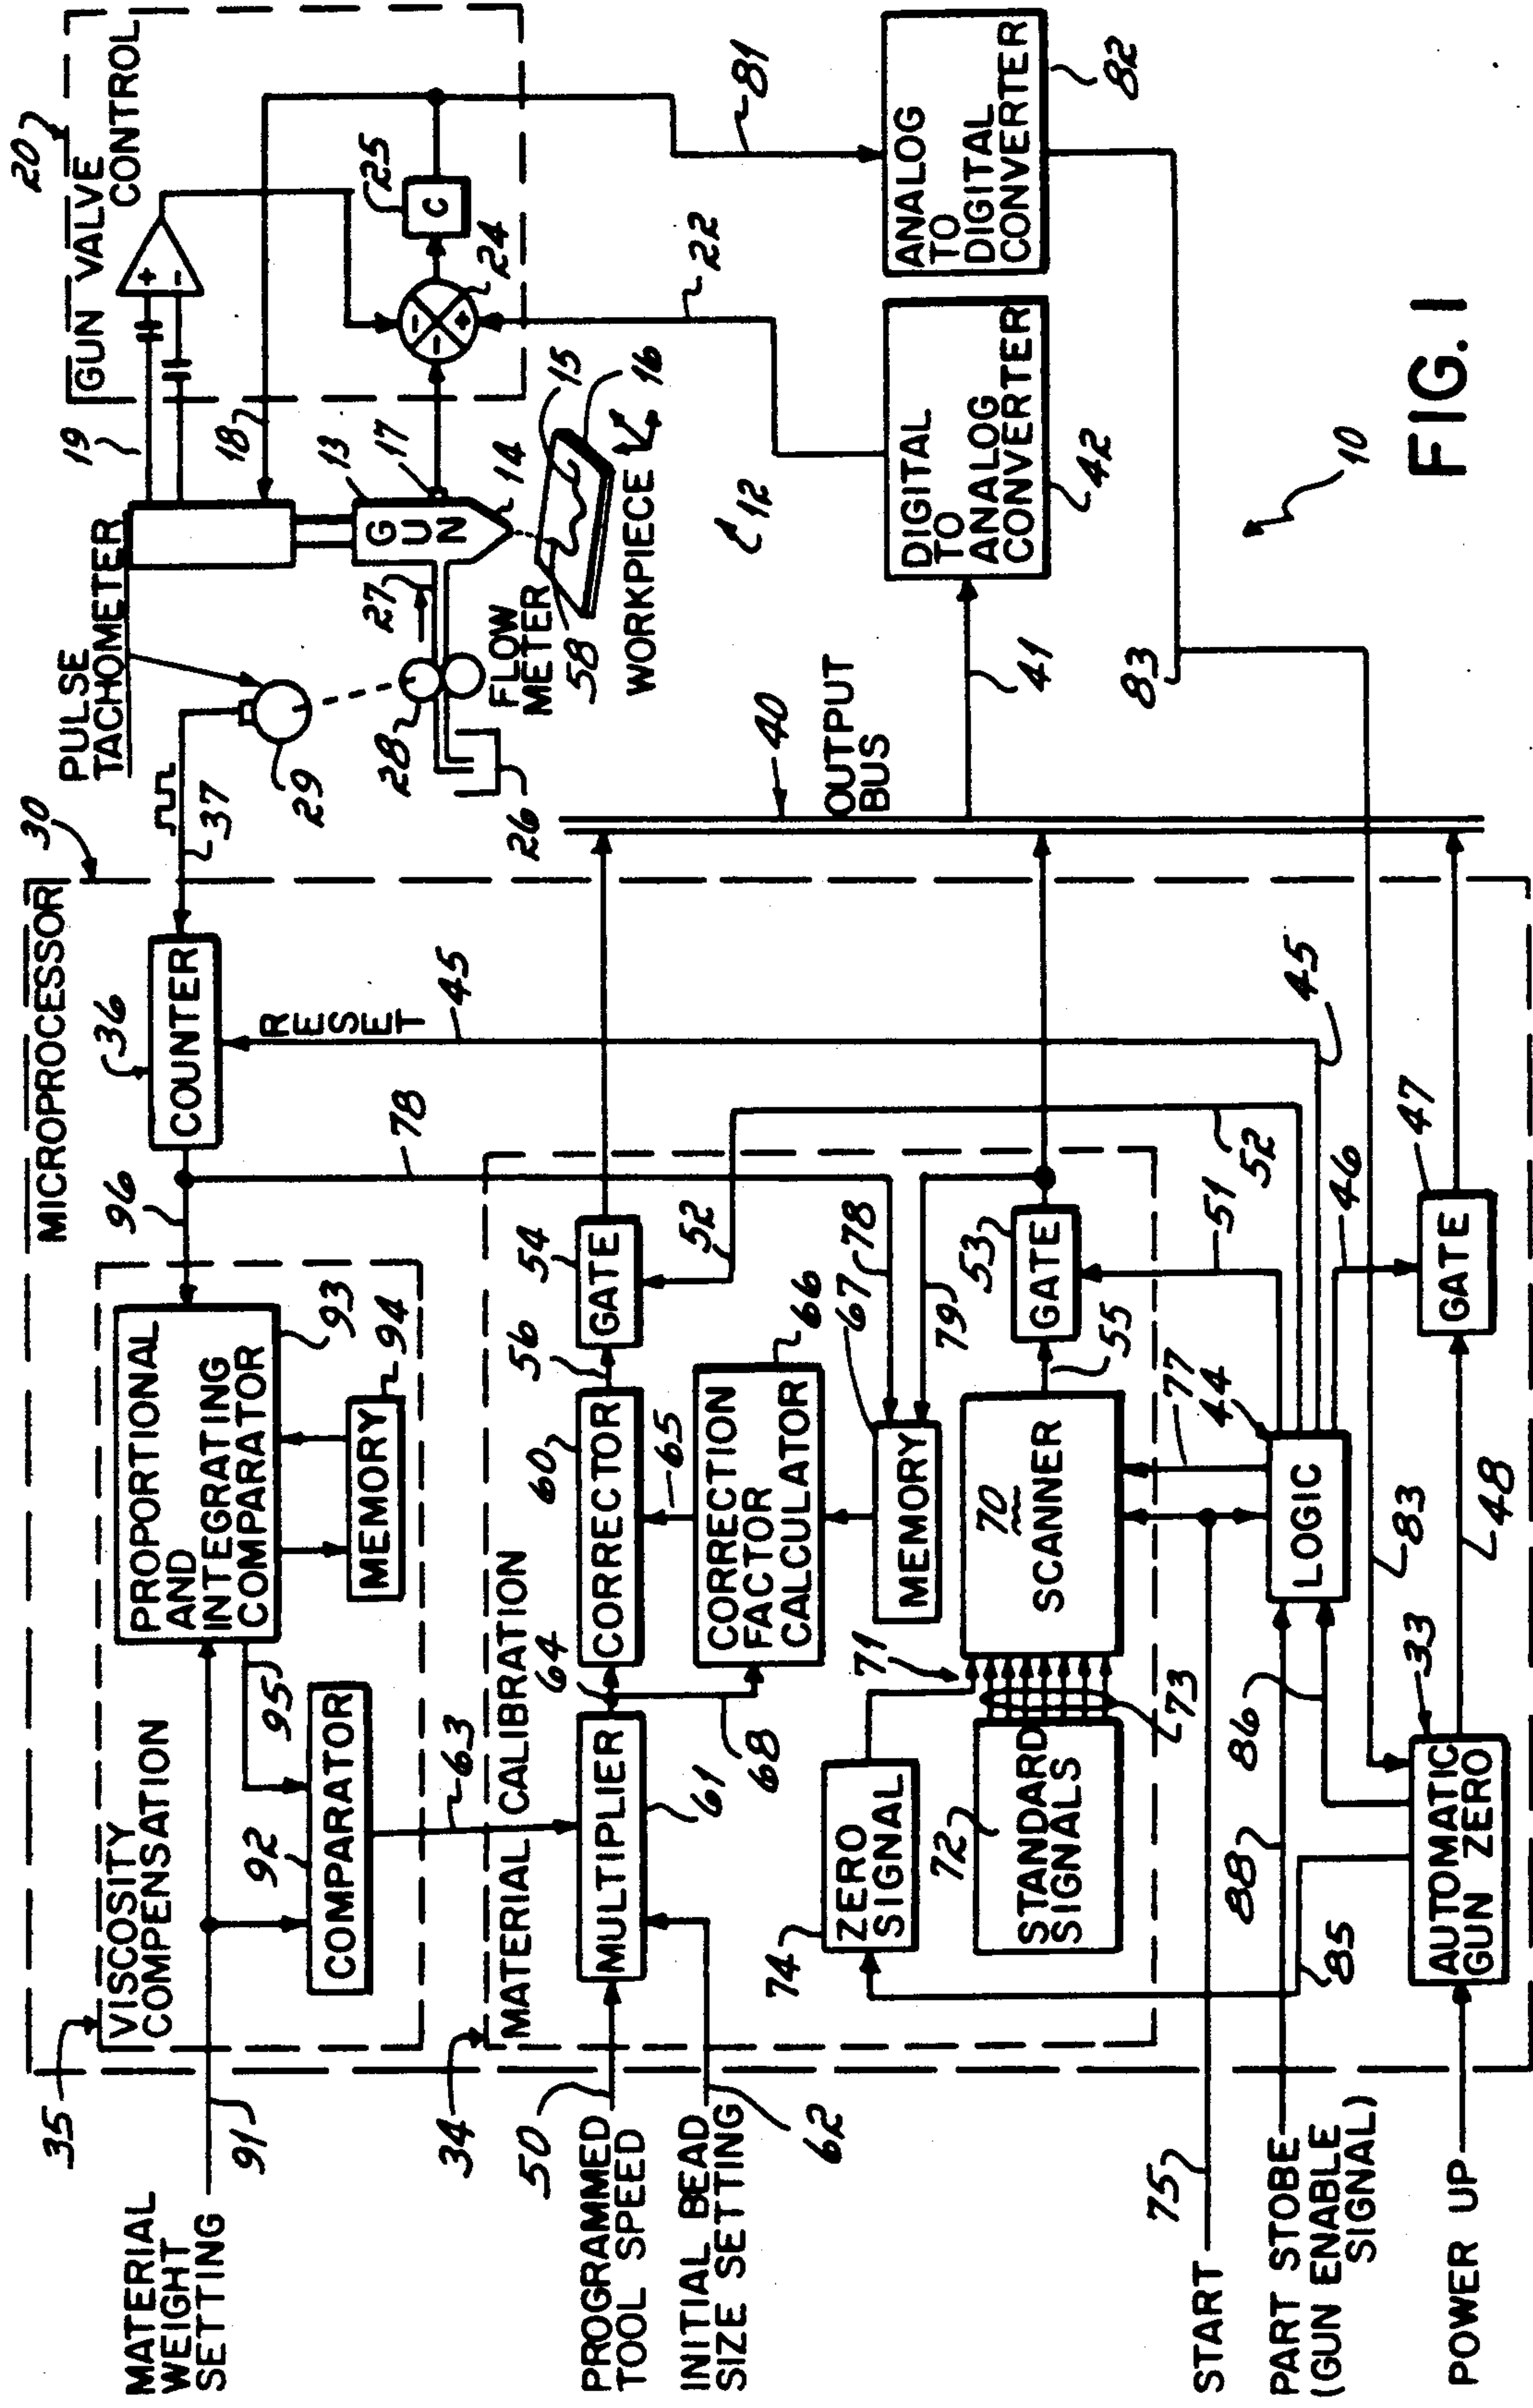 MATERIAL
WEIGHT
SETTING
91
35
VISCOSITY
COMPENSATION
92
COMPARATOR
95
PROPORTIONAL
AND
INTEGRATING
COMPARATOR
93
MEMORY
94
96
MICROPROCESSOR
30
36
COUNTER
RESET
45
78
37
PULSE
TACHOMETER
29
28
FLOW
METER
26
27
GUN
13
17
14
18
19
20
GUN VALVE
CONTROL
+
-
-
-
+
24
C
25
15
16
58
WORKPIECE
12
22
81
PROGRAMMED
TOOL SPEED
50
INITIAL BEAD
SIZE SETTING
62
34
MATERIAL CALIBRATION
63
MULTIPLIER
61
64
68
CORRECTOR
60
65
56
CORRECTION
FACTOR
CALCULATOR
66
GATE
54
52
MEMORY
67
78
79
ZERO
SIGNAL
74
STANDARD
SIGNALS
72
71
73
70
SCANNER
55
GATE
53
51
52
45
77
44
LOGIC
46
START
75
PART STOBE
(GUN ENABLE
SIGNAL)
88
86
85
POWER UP
AUTOMATIC
GUN ZERO
33
83
48
GATE
47
40
OUTPUT
BUS
41
DIGITAL
TO
ANALOG
CONVERTER
42
ANALOG
TO
DIGITAL
CONVERTER
82
83
10
FIG. 1